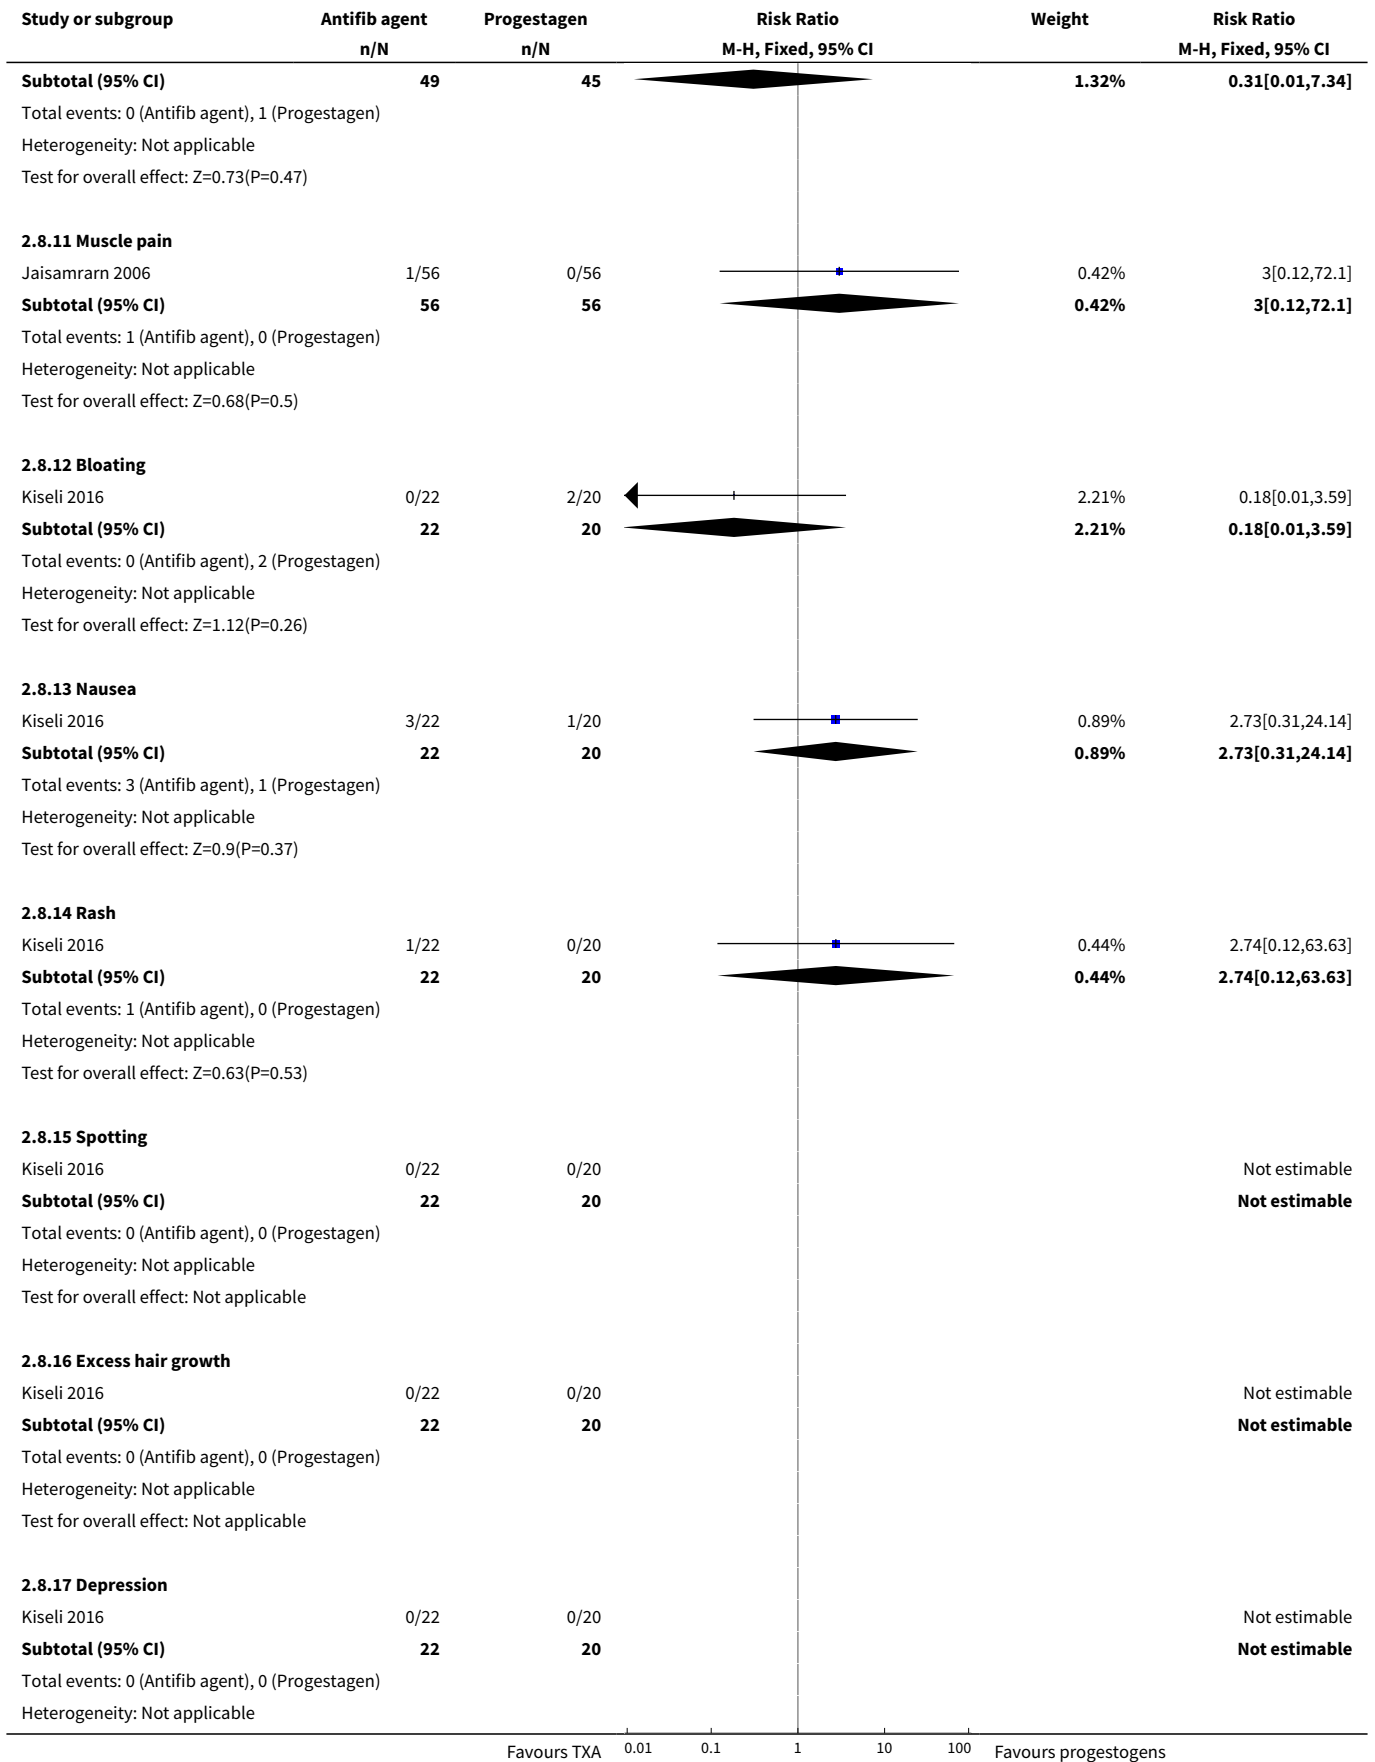 Study or subgroup Antifib agent Progestagen Risk Ratio Weight Risk Ratio
n/N n/N M-H, Fixed, 95% CI M-H, Fixed, 95% CI
Subtotal (95% CI) 49 45 1.32% 0.31[0.01,7.34]
Total events: 0 (Antifib agent), 1 (Progestagen)
Heterogeneity: Not applicable
Test for overall effect: Z=0.73(P=0.47)
2.8.11 Muscle pain
Jaisamrarn 2006 1/56 0/56 0.42% 3[0.12,72.1]
Subtotal (95% CI) 56 56 0.42% 3[0.12,72.1]
Total events: 1 (Antifib agent), 0 (Progestagen)
Heterogeneity: Not applicable
Test for overall effect: Z=0.68(P=0.5)
2.8.12 Bloating
Kiseli 2016 0/22 2/20 2.21% 0.18[0.01,3.59]
Subtotal (95% CI) 22 20 2.21% 0.18[0.01,3.59]
Total events: 0 (Antifib agent), 2 (Progestagen)
Heterogeneity: Not applicable
Test for overall effect: Z=1.12(P=0.26)
2.8.13 Nausea
Kiseli 2016 3/22 1/20 0.89% 2.73[0.31,24.14]
Subtotal (95% CI) 22 20 0.89% 2.73[0.31,24.14]
Total events: 3 (Antifib agent), 1 (Progestagen)
Heterogeneity: Not applicable
Test for overall effect: Z=0.9(P=0.37)
2.8.14 Rash
Kiseli 2016 1/22 0/20 0.44% 2.74[0.12,63.63]
Subtotal (95% CI) 22 20 0.44% 2.74[0.12,63.63]
Total events: 1 (Antifib agent), 0 (Progestagen)
Heterogeneity: Not applicable
Test for overall effect: Z=0.63(P=0.53)
2.8.15 Spotting
Kiseli 2016 0/22 0/20 Not estimable
Subtotal (95% CI) 22 20 Not estimable
Total events: 0 (Antifib agent), 0 (Progestagen)
Heterogeneity: Not applicable
Test for overall effect: Not applicable
2.8.16 Excess hair growth
Kiseli 2016 0/22 0/20 Not estimable
Subtotal (95% CI) 22 20 Not estimable
Total events: 0 (Antifib agent), 0 (Progestagen)
Heterogeneity: Not applicable
Test for overall effect: Not applicable
2.8.17 Depression
Kiseli 2016 0/22 0/20 Not estimable
Subtotal (95% CI) 22 20 Not estimable
Total events: 0 (Antifib agent), 0 (Progestagen)
Heterogeneity: Not applicable
Favours TXA 0.01 0.1 1 10 100 Favours progestogens